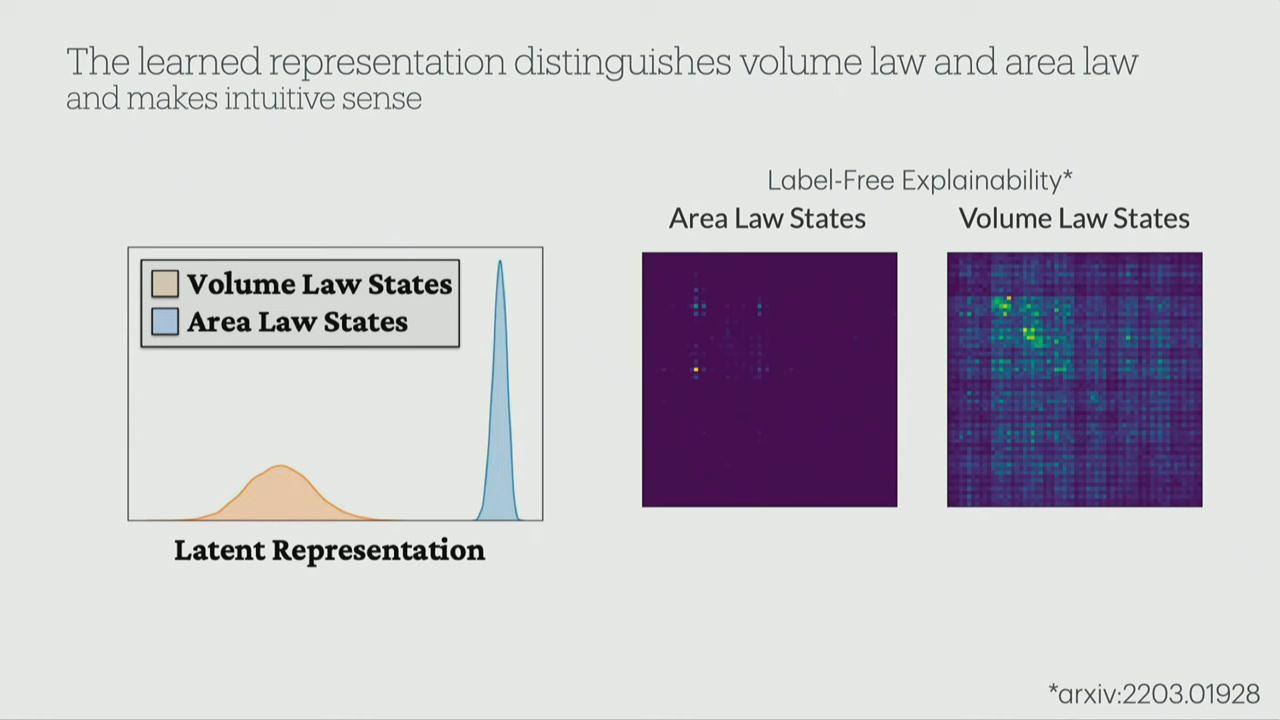 The learned representation distinguishes volume law and area law
and makes intuitive sense
Label-Free Explainability*
Area Law States
Volume Law States
Volume Law States
Area Law States
Latent Representation
*arxiv:2203.01928